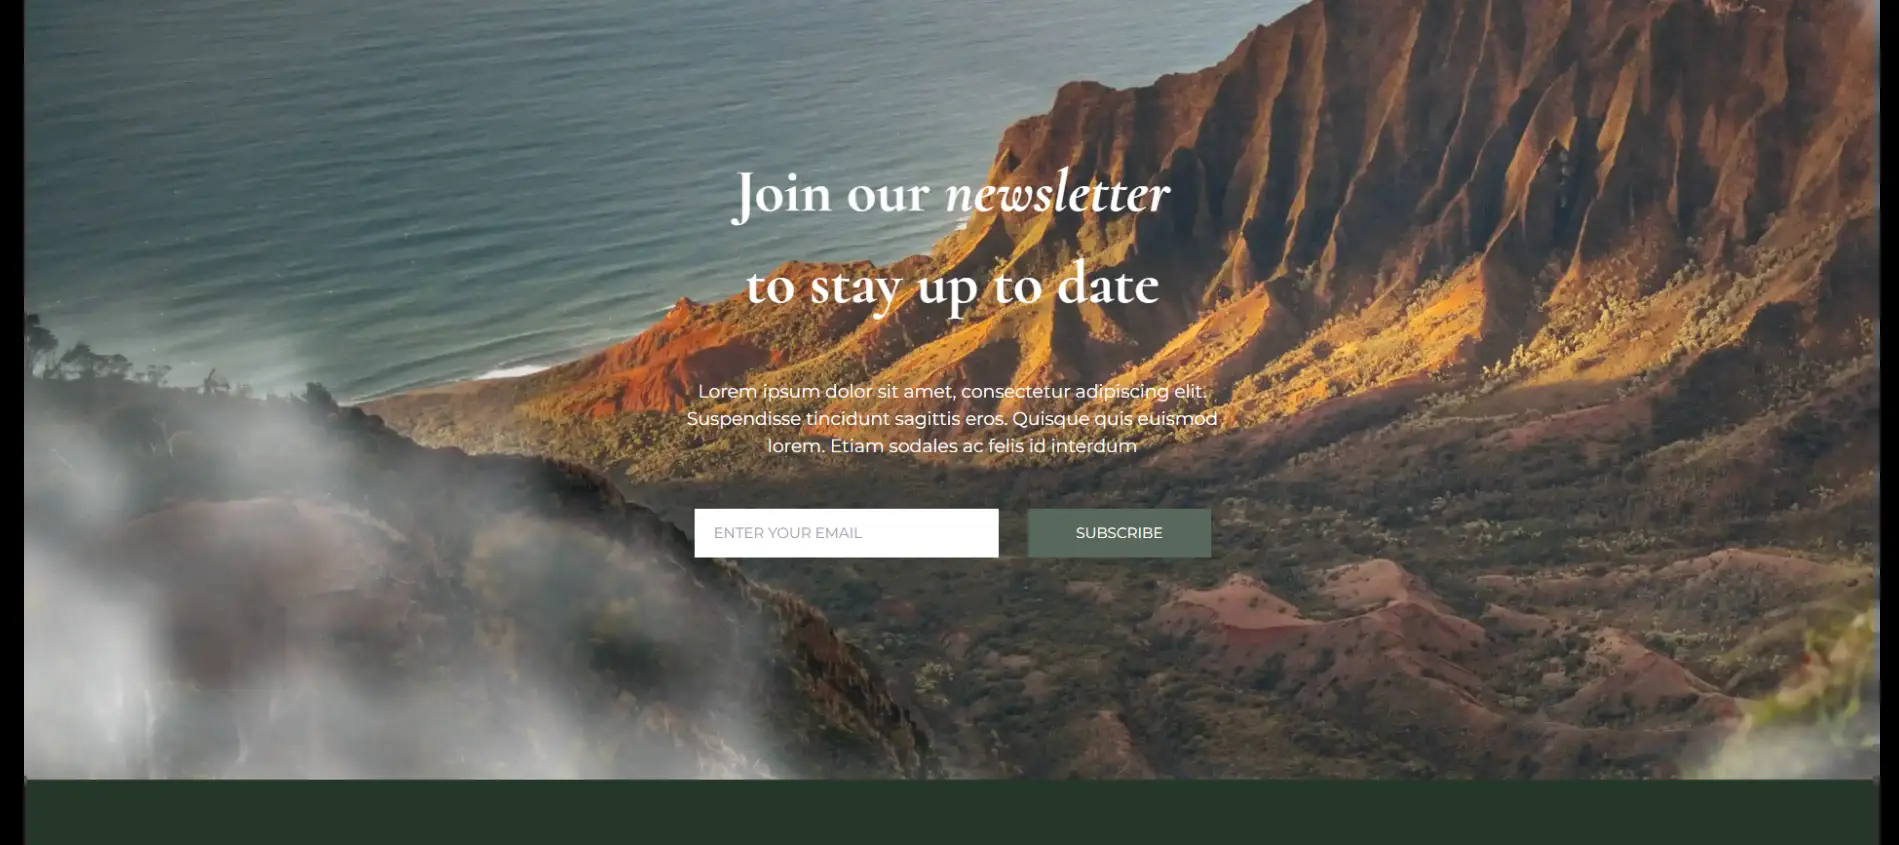 Join our newsletter
to stay up to date
Lorem ipsum dolor sit amet, consectetur adipiscing elit.
Suspendisse tincidunt sagittis eros. Quisque quis euismod
lorem. Etiam sodales ac felis id interdum
ENTER YOUR EMAIL
SUBSCRIBE